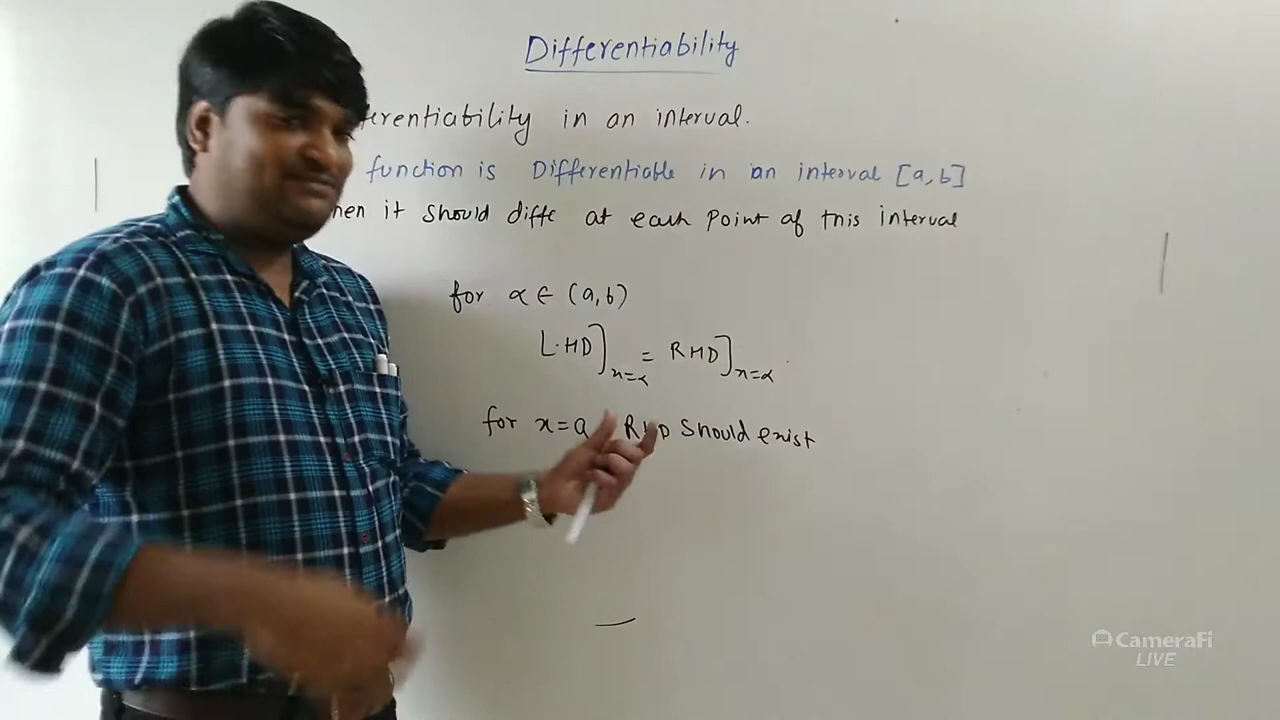 Differentiability
ferentiability in an interval.
function is Differentiable in an interval [a,b]
hen it should diffe at each point of this interval
for α ∈ (a,b)
L.HD]x=α = RHD]x=α
for x=a RHD should exist
CameraFi
LIVE